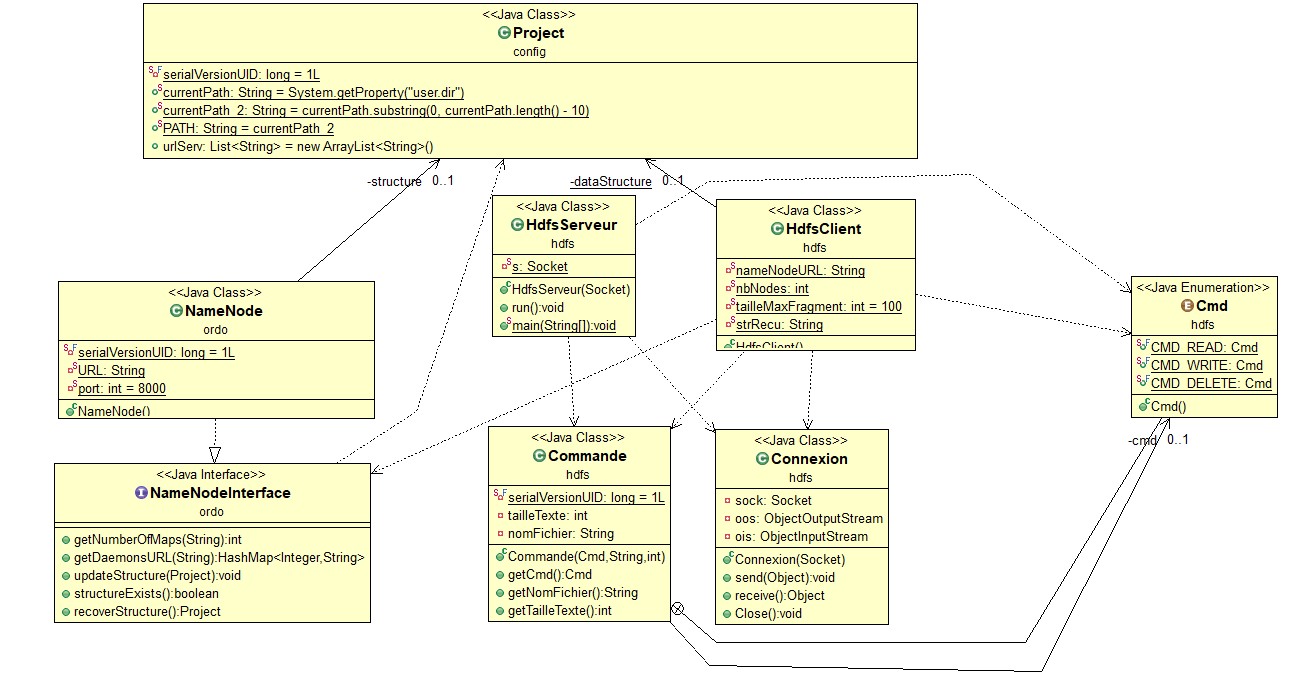 <<Java Class>>
Project
config
serialVersionUID: long = 1L
currentPath: String = System.getProperty("user.dir")
currentPath_2: String = currentPath.substring(0, currentPath.length() - 10)
PATH: String = currentPath_2
urlServ: List<String> = new ArrayList<String>()
-structure 0..1
-dataStructure 0..1
<<Java Class>>
HdfsServeur
hdfs
s: Socket
HdfsServeur(Socket)
run():void
main(String[]):void
<<Java Class>>
HdfsClient
hdfs
nameNodeURL: String
nbNodes: int
tailleMaxFragment: int = 100
strRecu: String
HdfsClient()
<<Java Class>>
NameNode
ordo
serialVersionUID: long = 1L
URL: String
port: int = 8000
NameNode()
<<Java Enumeration>>
Cmd
hdfs
CMD_READ: Cmd
CMD_WRITE: Cmd
CMD_DELETE: Cmd
Cmd()
-cmd 0..1
<<Java Interface>>
NameNodeInterface
ordo
getNumberOfMaps(String):int
getDaemonsURL(String):HashMap<Integer,String>
updateStructure(Project):void
structureExists():boolean
recoverStructure():Project
<<Java Class>>
Commande
hdfs
serialVersionUID: long = 1L
tailleTexte: int
nomFichier: String
Commande(Cmd,String,int)
getCmd():Cmd
getNomFichier():String
getTailleTexte():int
<<Java Class>>
Connexion
hdfs
sock: Socket
oos: ObjectOutputStream
ois: ObjectInputStream
Connexion(Socket)
send(Object):void
receive():Object
Close():void